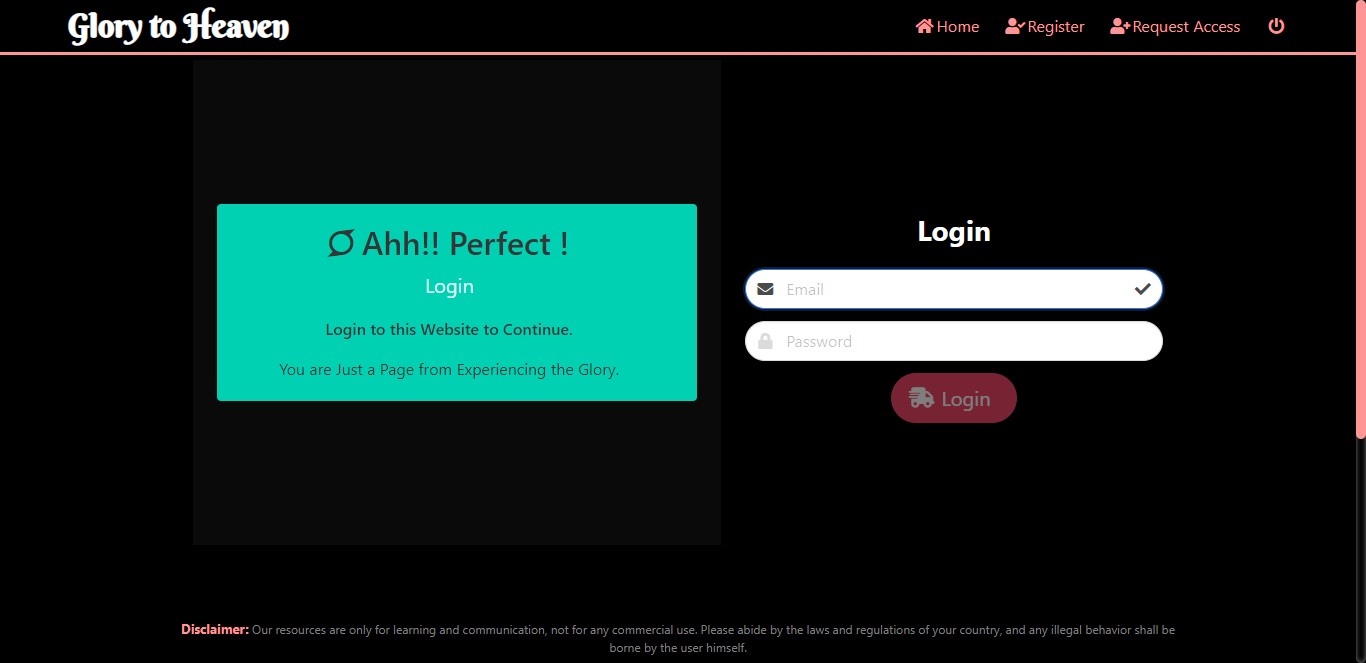 Glory to Heaven
Home
Register
Request Access
Ahh!! Perfect !
Login
Login to this Website to Continue.
You are Just a Page from Experiencing the Glory.
Login
Email
Password
Login
Disclaimer: Our resources are only for learning and communication, not for any commercial use. Please abide by the laws and regulations of your country, and any illegal behavior shall be
borne by the user himself.